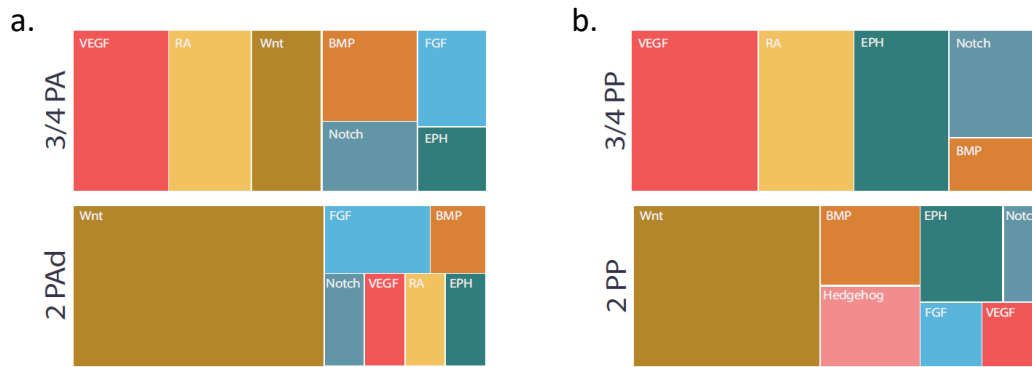 a.
3/4 PA
VEGF
RA
Wnt
BMP
FGF
Notch
EPH
2 PAd
Wnt
FGF
BMP
Notch
VEGF
RA
EPH
b.
3/4 PP
VEGF
RA
EPH
Notch
BMP
2 PP
Wnt
BMP
EPH
Notc
Hedgehog
FGF
VEGF